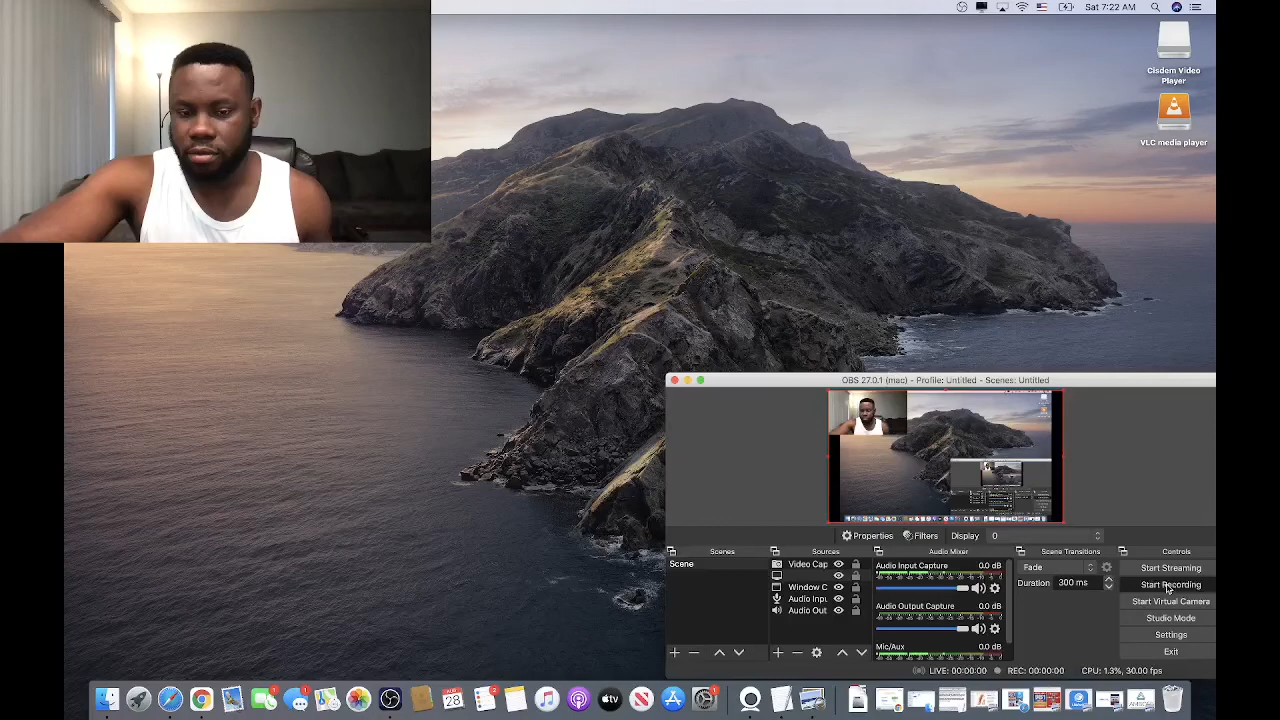 Sat 7:22 AM
Cisdem Video
Player
VLC media player
OBS 27.0.1 (mac) - Profile: Untitled - Scenes: Untitled
Properties
Filters
Display
0
Scenes
Sources
Audio Mixer
Scene Transitions
Controls
Scene
Video Cap
Window C
Audio Inpu
Audio Out
Audio Input Capture
0.0 dB
Audio Output Capture
0.0 dB
Mic/Aux
0.0 dB
Fade
Duration
300 ms
Start Streaming
Start Recording
Start Virtual Camera
Studio Mode
Settings
Exit
LIVE: 00:00:00
REC: 00:00:00
CPU: 1.3%, 30.00 fps
28